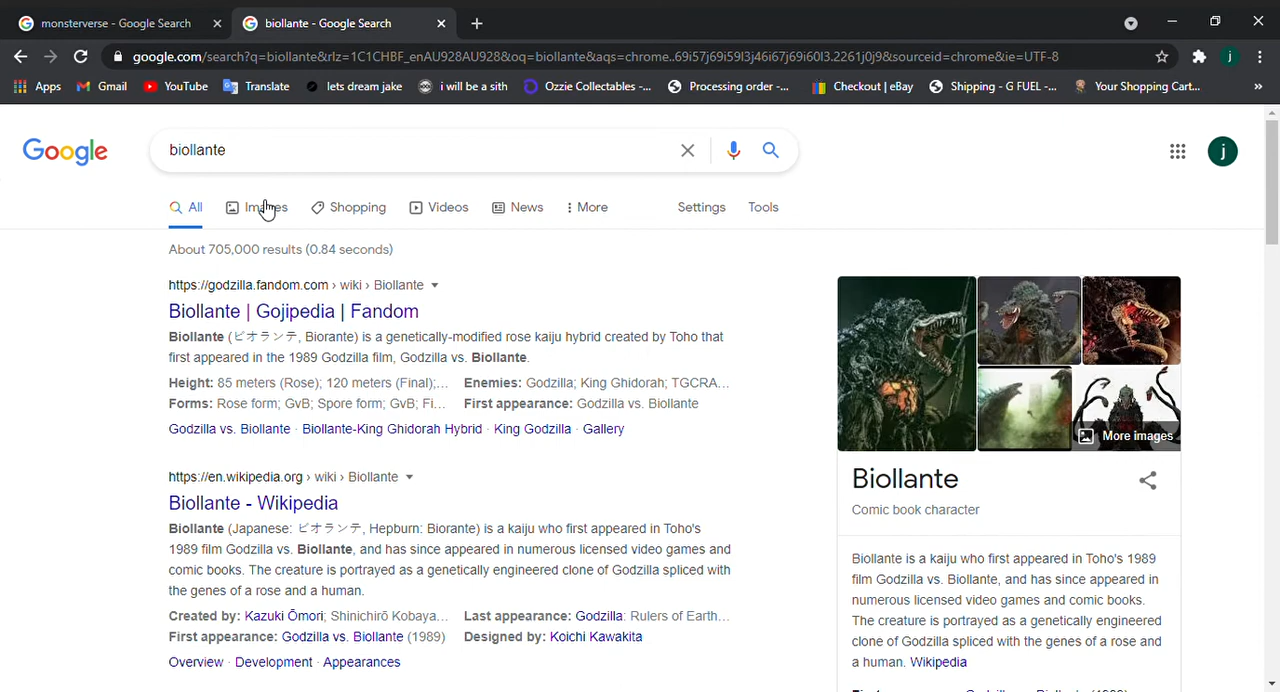 monsterverse - Google Search
biollante - Google Search
google.com/search?q=biollante&rlz=1C1CHBF_enAU928AU928&oq=biollante&aqs=chrome..69i57j69i59l3j46i67j69i60l3.2261j0j9&sourceid=chrome&ie=UTF-8
j
Apps
Gmail
YouTube
Translate
lets dream jake
i will be a sith
Ozzie Collectables -...
Processing order -...
Checkout | eBay
Shipping - G FUEL -...
Your Shopping Cart...
»
Google
biollante
j
All
Images
Shopping
Videos
News
More
Settings
Tools
About 705,000 results (0.84 seconds)
https://godzilla.fandom.com › wiki › Biollante
Biollante | Gojipedia | Fandom
Biollante (ビオランテ, Biorante) is a genetically-modified rose kaiju hybrid created by Toho that
first appeared in the 1989 Godzilla film, Godzilla vs. Biollante.
Height: 85 meters (Rose); 120 meters (Final);... Enemies: Godzilla; King Ghidorah; TGCRA...
Forms: Rose form; GvB; Spore form; GvB; Fi... First appearance: Godzilla vs. Biollante
Godzilla vs. Biollante · Biollante-King Ghidorah Hybrid · King Godzilla · Gallery
https://en.wikipedia.org › wiki › Biollante
Biollante - Wikipedia
Biollante (Japanese: ビオランテ, Hepburn: Biorante) is a kaiju who first appeared in Toho's
1989 film Godzilla vs. Biollante, and has since appeared in numerous licensed video games and
comic books. The creature is portrayed as a genetically engineered clone of Godzilla spliced with
the genes of a rose and a human.
Created by: Kazuki Ōmori; Shinichirō Kobaya... Last appearance: Godzilla: Rulers of Earth...
First appearance: Godzilla vs. Biollante (1989) Designed by: Koichi Kawakita
Overview · Development · Appearances
More images
Biollante
Comic book character
Biollante is a kaiju who first appeared in Toho's 1989
film Godzilla vs. Biollante, and has since appeared in
numerous licensed video games and comic books.
The creature is portrayed as a genetically engineered
clone of Godzilla spliced with the genes of a rose and
a human. Wikipedia